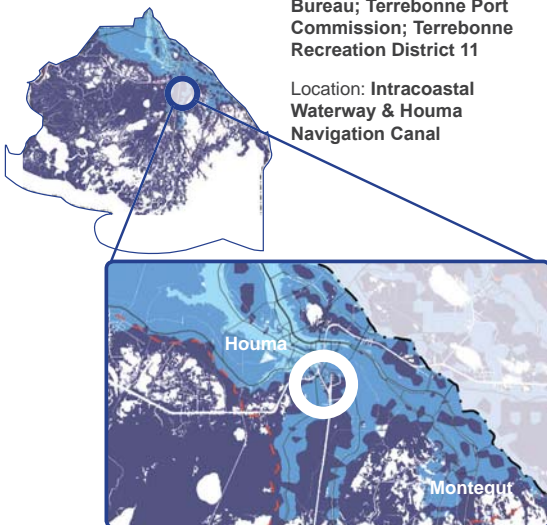 Bureau; Terrebonne Port
Commission; Terrebonne
Recreation District 11
Location: Intracoastal
Waterway & Houma
Navigation Canal
Houma
Montegut